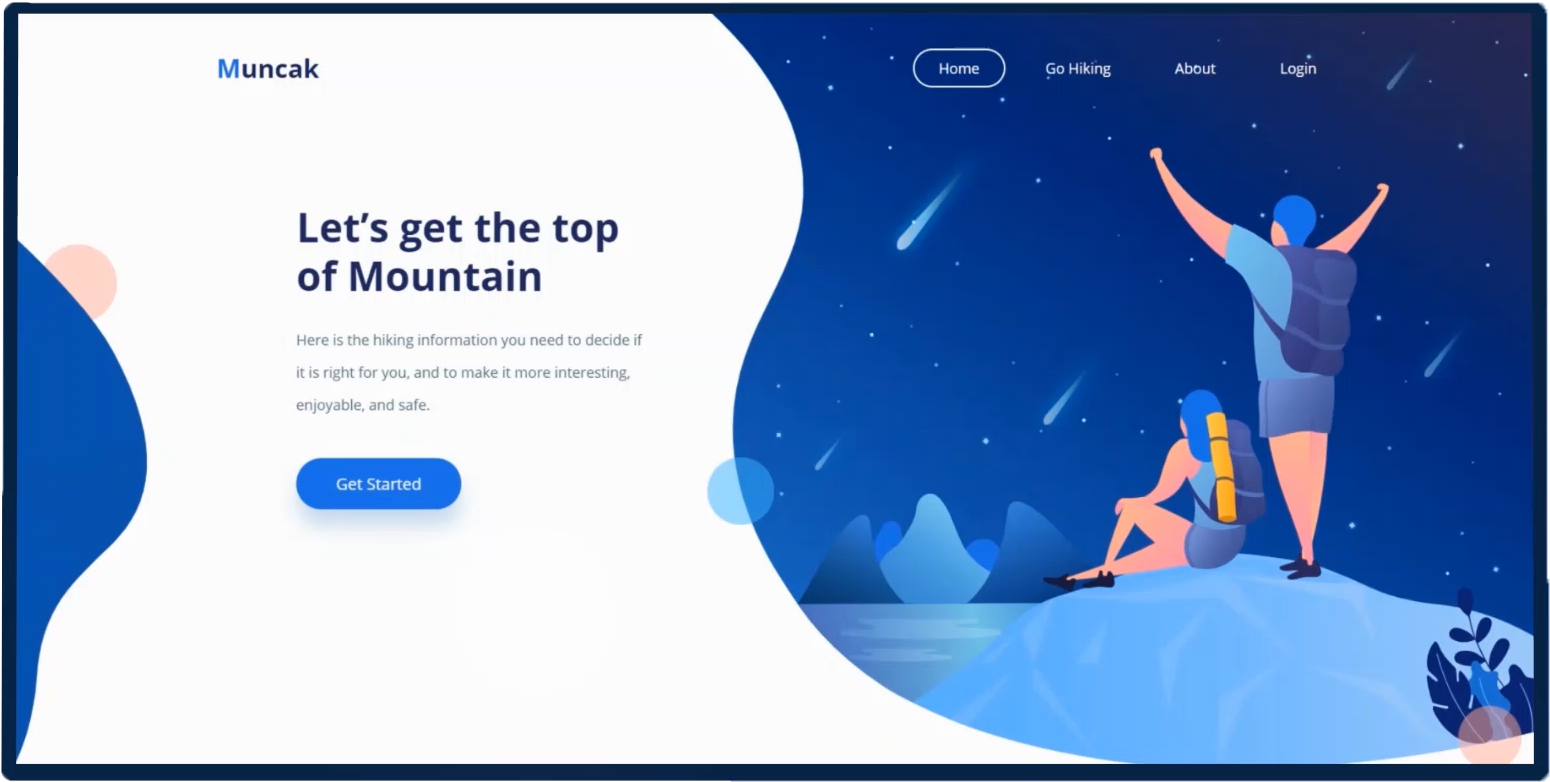 Muncak
Home
Go Hiking
About
Login
Let’s get the top
of Mountain
Here is the hiking information you need to decide if
it is right for you, and to make it more interesting,
enjoyable, and safe.
Get Started